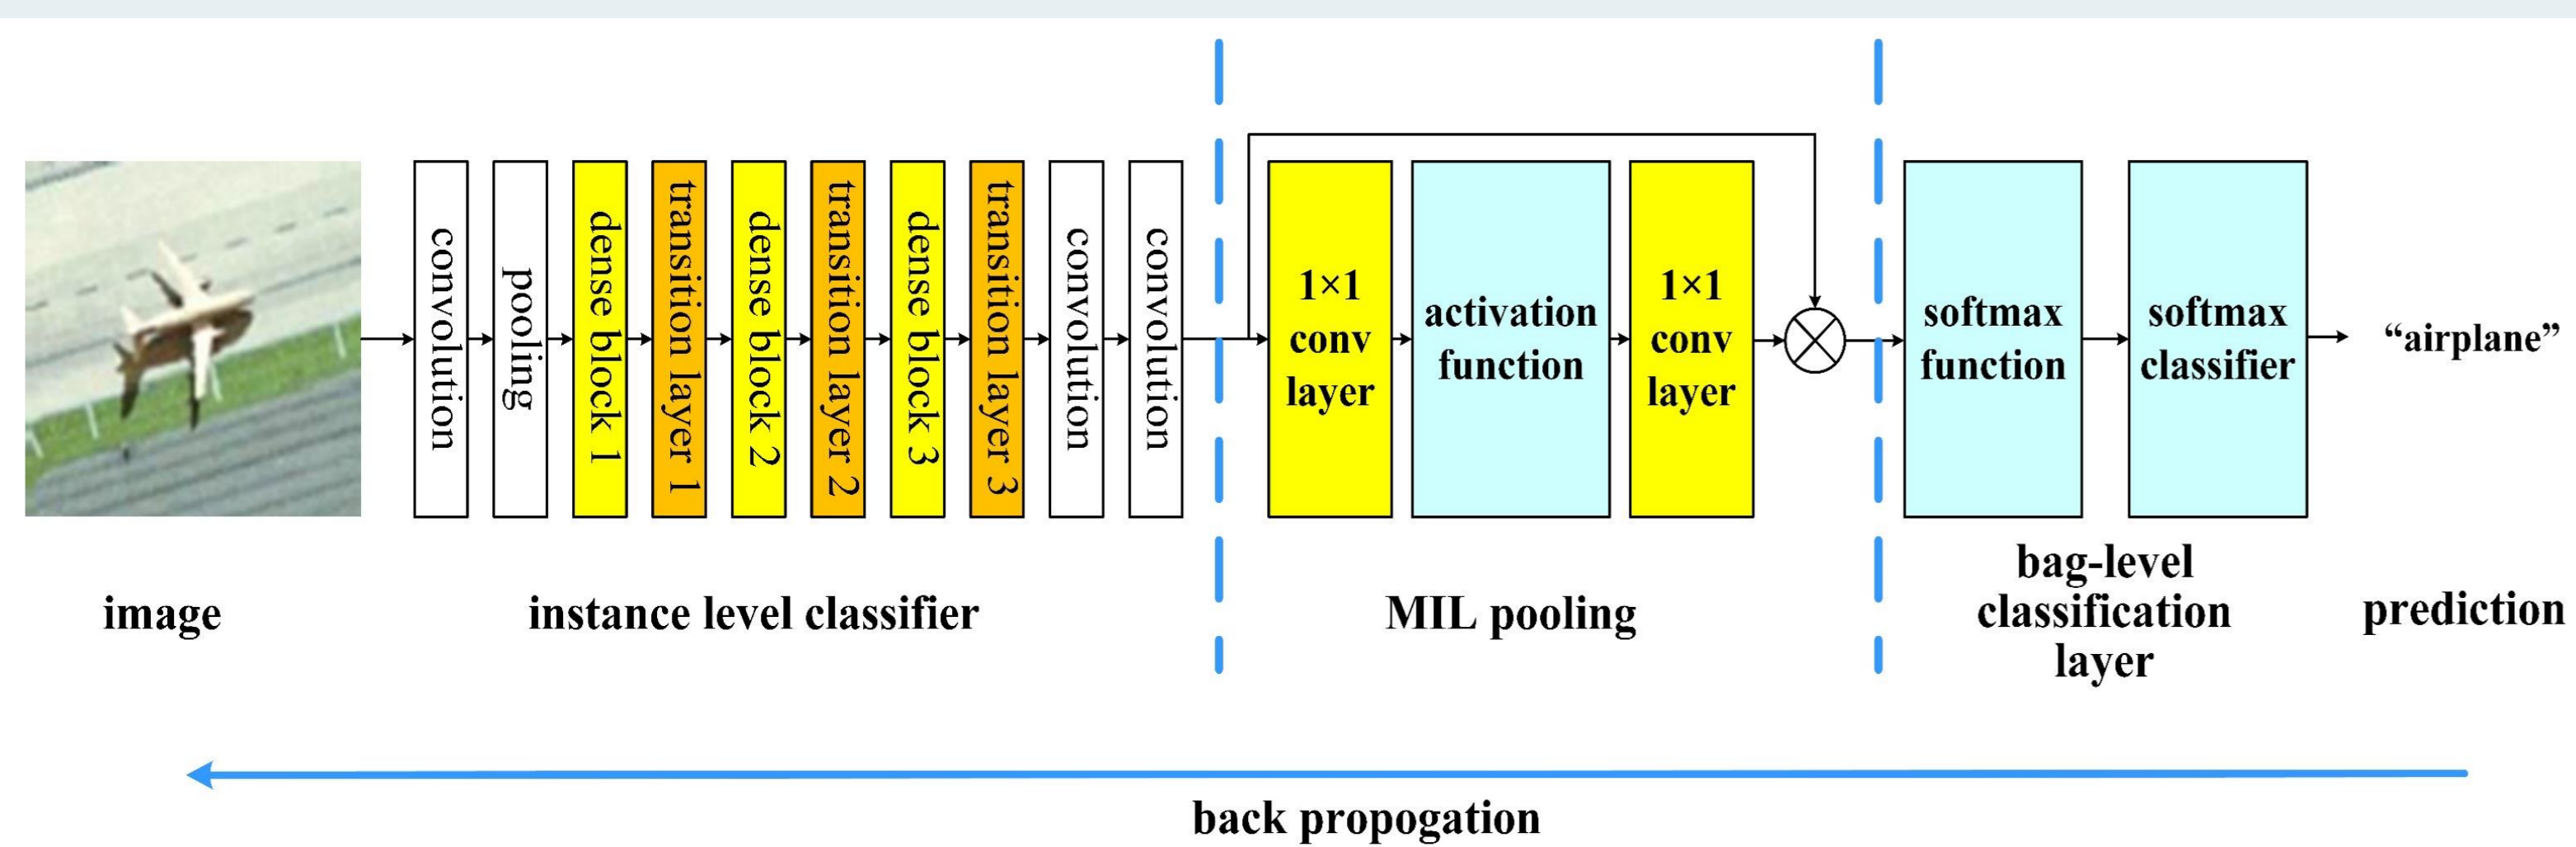 convolution
pooling
dense block 1
transition layer 1
dense block 2
transition layer 2
dense block 3
transition layer 3
convolution
convolution
1×1
conv
layer
activation
function
1×1
conv
layer
softmax
function
softmax
classifier
“airplane”
image
instance level classifier
MIL pooling
bag-level
classification
layer
prediction
back propogation